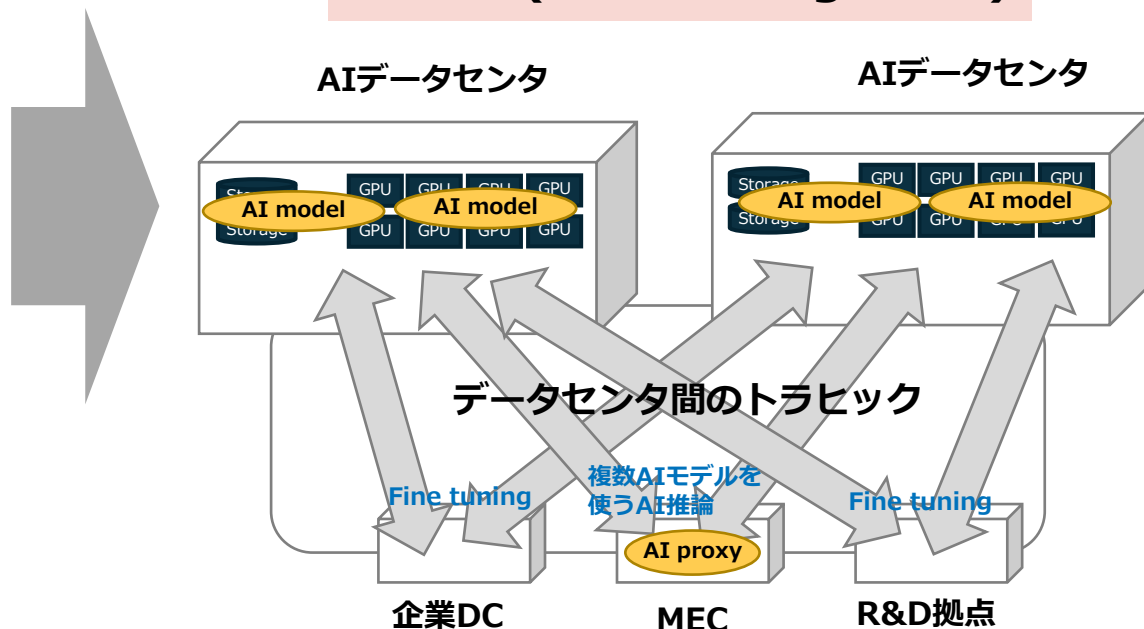 AIデータセンタ
AIデータセンタ
Storage
GPU GPU GPU GPU
AI model
AI model
Storage
GPU GPU GPU GPU
Storage
GPU GPU GPU GPU
AI model
AI model
Storage
GPU GPU GPU GPU
データセンタ間のトラヒック
Fine tuning
複数AIモデルを
使うAI推論
Fine tuning
AI proxy
企業DC
MEC
R&D拠点